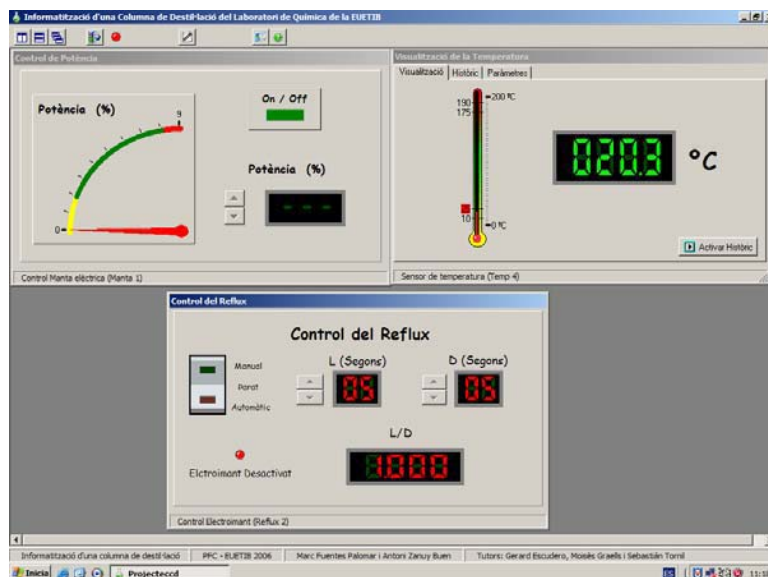 Informatització d'una Columna de Destil·lació del Laboratori de Química de la EUETIB
Control de Potència
Potència (%)
9
0
On / Off
Potència (%)
---
Control Manta elèctrica (Manta 1)
Visualització de la Temperatura
Visualització Històric Paràmetres
200 ºC
190
175
10
0 ºC
020.3 ºC
Activar Històric
Sensor de temperatura (Temp 4)
Control del Reflux
Control del Reflux
Manual
Parat
Automàtic
L (Segons)
05
D (Segons)
05
L/D
1.000
Elctroimant Desactivat
Control Electroimant (Reflux 2)
Informatització d'una columna de destil·lació PFC - EUETIB 2006 Marc Fuentes Palomar i Antoni Zanuy Buen Tutors: Gerard Escudero, Moisès Graells i Sebastián Tornil
Inicia Projecteccd ES